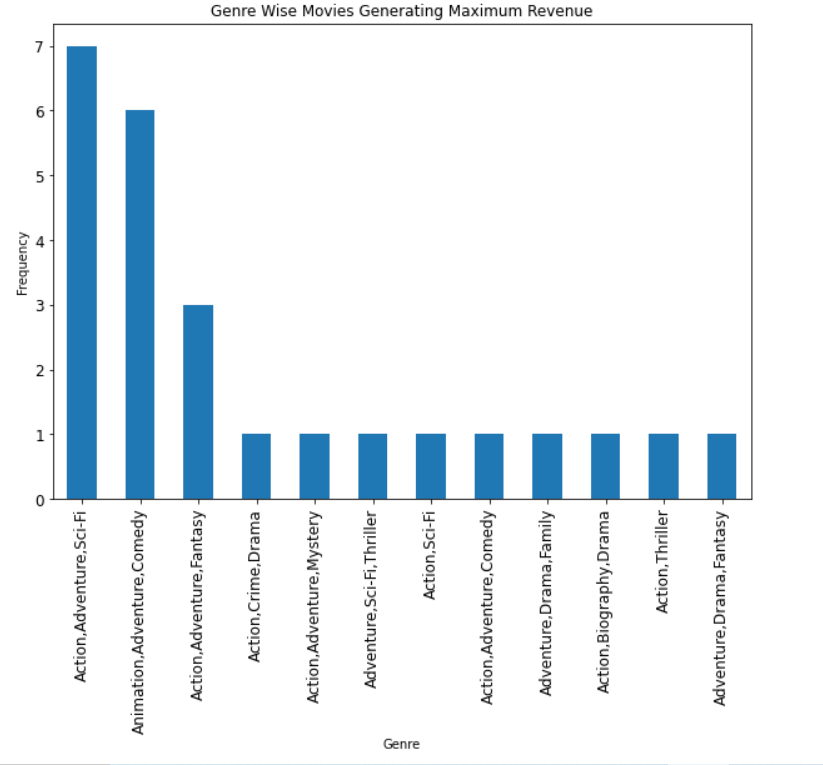 Genre Wise Movies Generating Maximum Revenue
7
6
5
4
3
2
1
0
Frequency
Action,Adventure,Sci-Fi
Animation,Adventure,Comedy
Action,Adventure,Fantasy
Action,Crime,Drama
Action,Adventure,Mystery
Adventure,Sci-Fi,Thriller
Action,Sci-Fi
Action,Adventure,Comedy
Adventure,Drama,Family
Action,Biography,Drama
Action,Thriller
Adventure,Drama,Fantasy
Genre